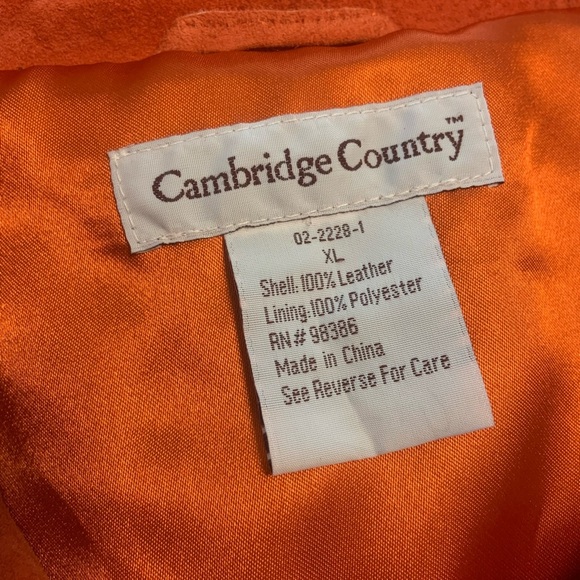 Cambridge Country™
02-2228-1
XL
Shell:100% Leather
Lining:100% Polyester
RN# 98386
Made in China
See Reverse For Care